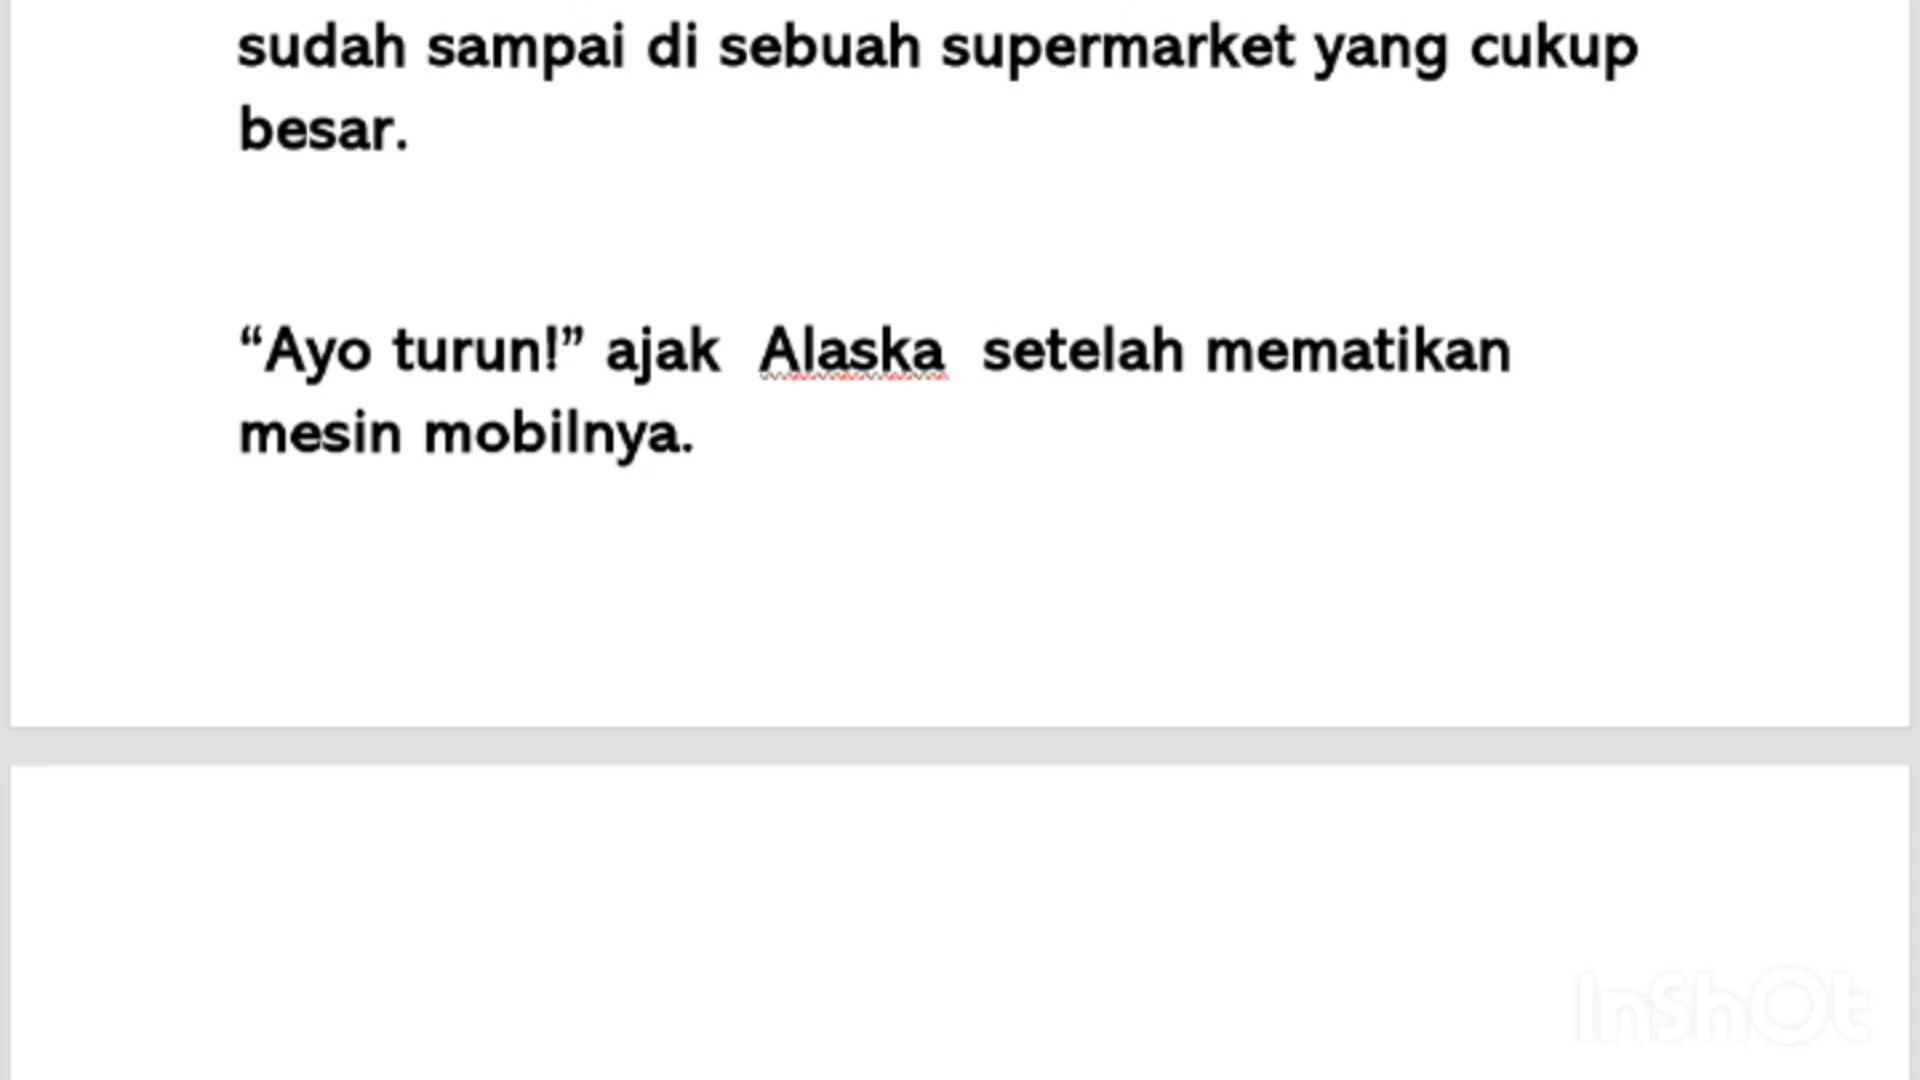 sudah sampai di sebuah supermarket yang cukup
besar.
“Ayo turun!” ajak  Alaska  setelah mematikan
mesin mobilnya.
InShOt